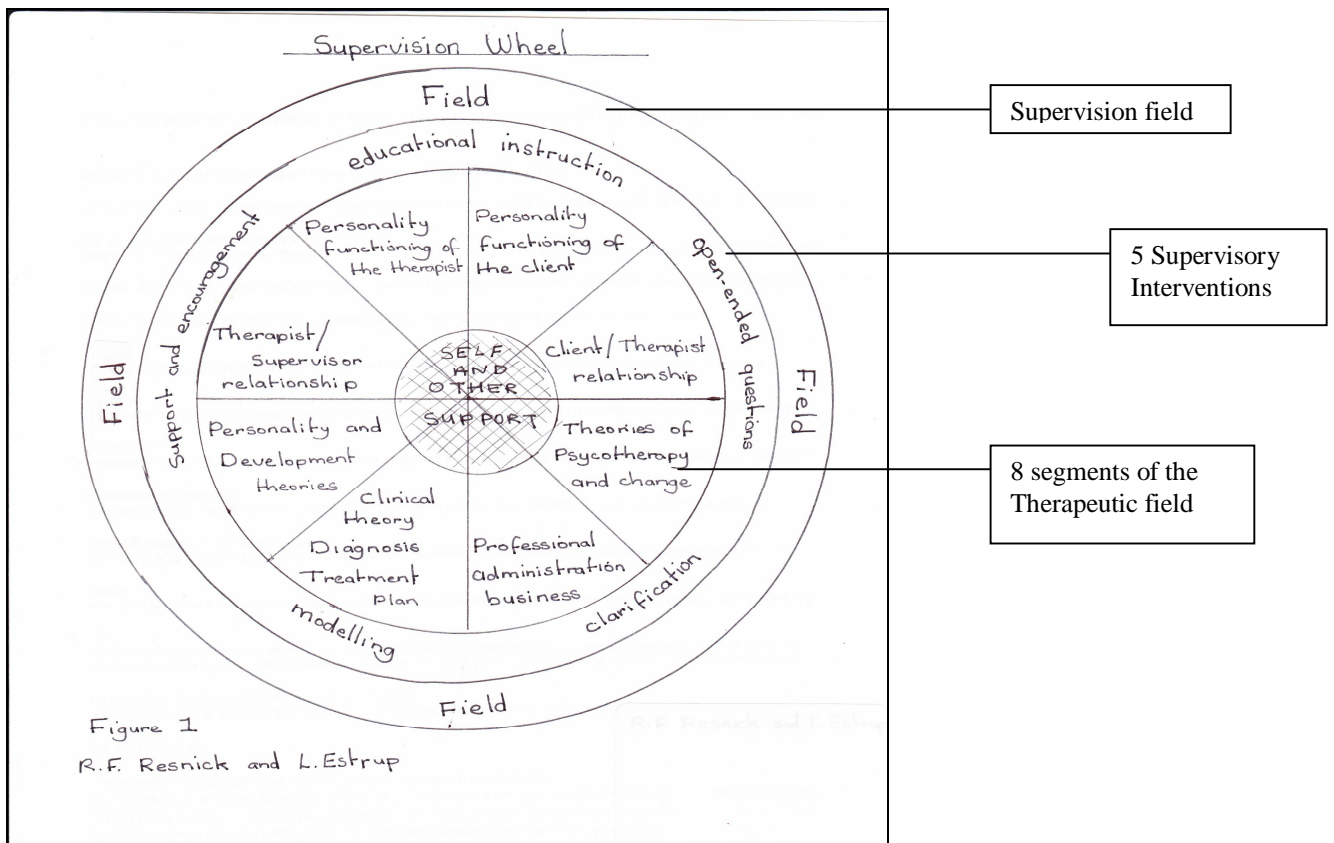 Supervision Wheel
Field
educational instruction
open-ended questions
clarification
modelling
Support and encouragement
Field
Field
Field
Personality
functioning of
the therapist
Personality
functioning of
the client
Client/Therapist
relationship
Theories of
Psycotherapy
and change
Professional
administration
business
Clinical
theory
Diagnosis
Treatment
plan
Personality and
Development
theories
Therapist/
Supervisor
relationship
SELF
AND
OTHER
SUPPORT
Figure 1
R.F. Resnick and L.Estrup
R.F. Resnick and L.Estrup
Supervision field
5 Supervisory
Interventions
8 segments of the
Therapeutic field